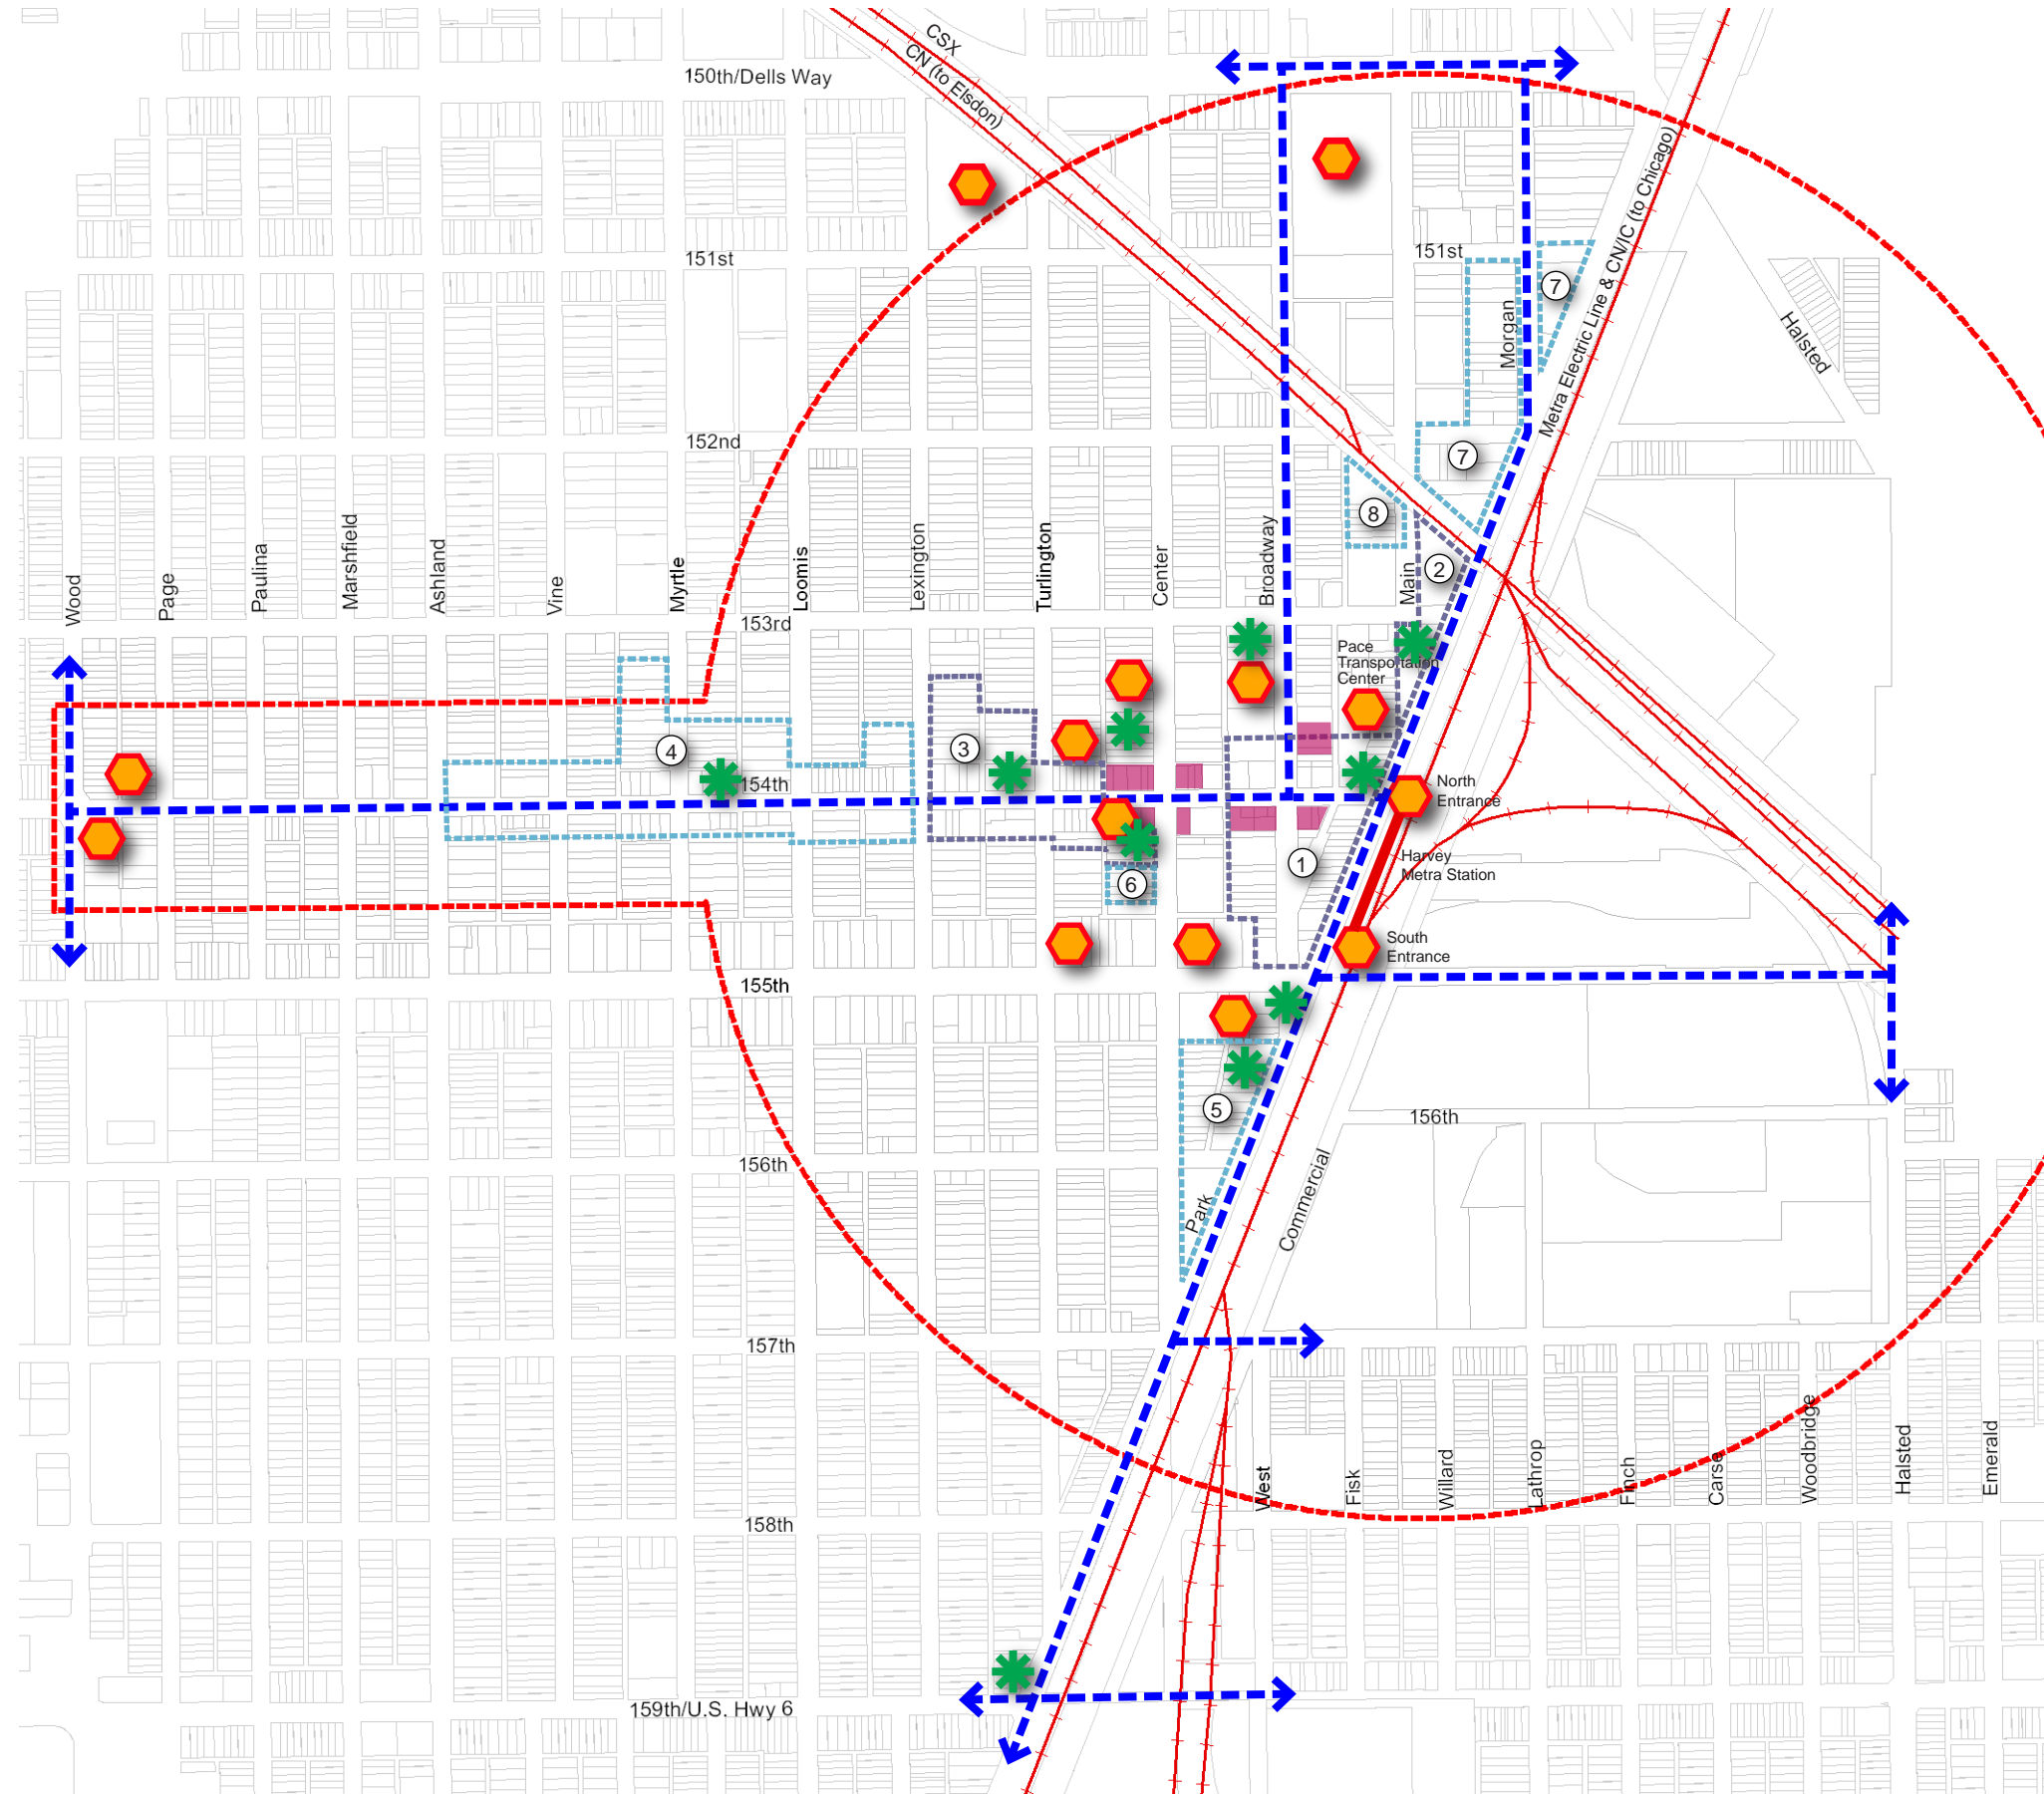 CSX
CN (to Elsdon)
150th/Dells Way
Metra Electric Line & CN/IC (to Chicago)
151st
151st
7
Morgan
Halsted
152nd
7
8
Wood
Page
Paulina
Marshfield
Ashland
Vine
Myrtle
Loomis
Lexington
Turlington
Center
Broadway
Main
2
153rd
Pace
Transportation
Center
4
3
154th
North
Entrance
1
Harvey
Metra Station
6
South
Entrance
155th
5
156th
156th
Park
Commercial
157th
West
Fisk
Willard
Lathrop
Finch
Carse
Woodbridge
Halsted
Emerald
158th
159th/U.S. Hwy 6